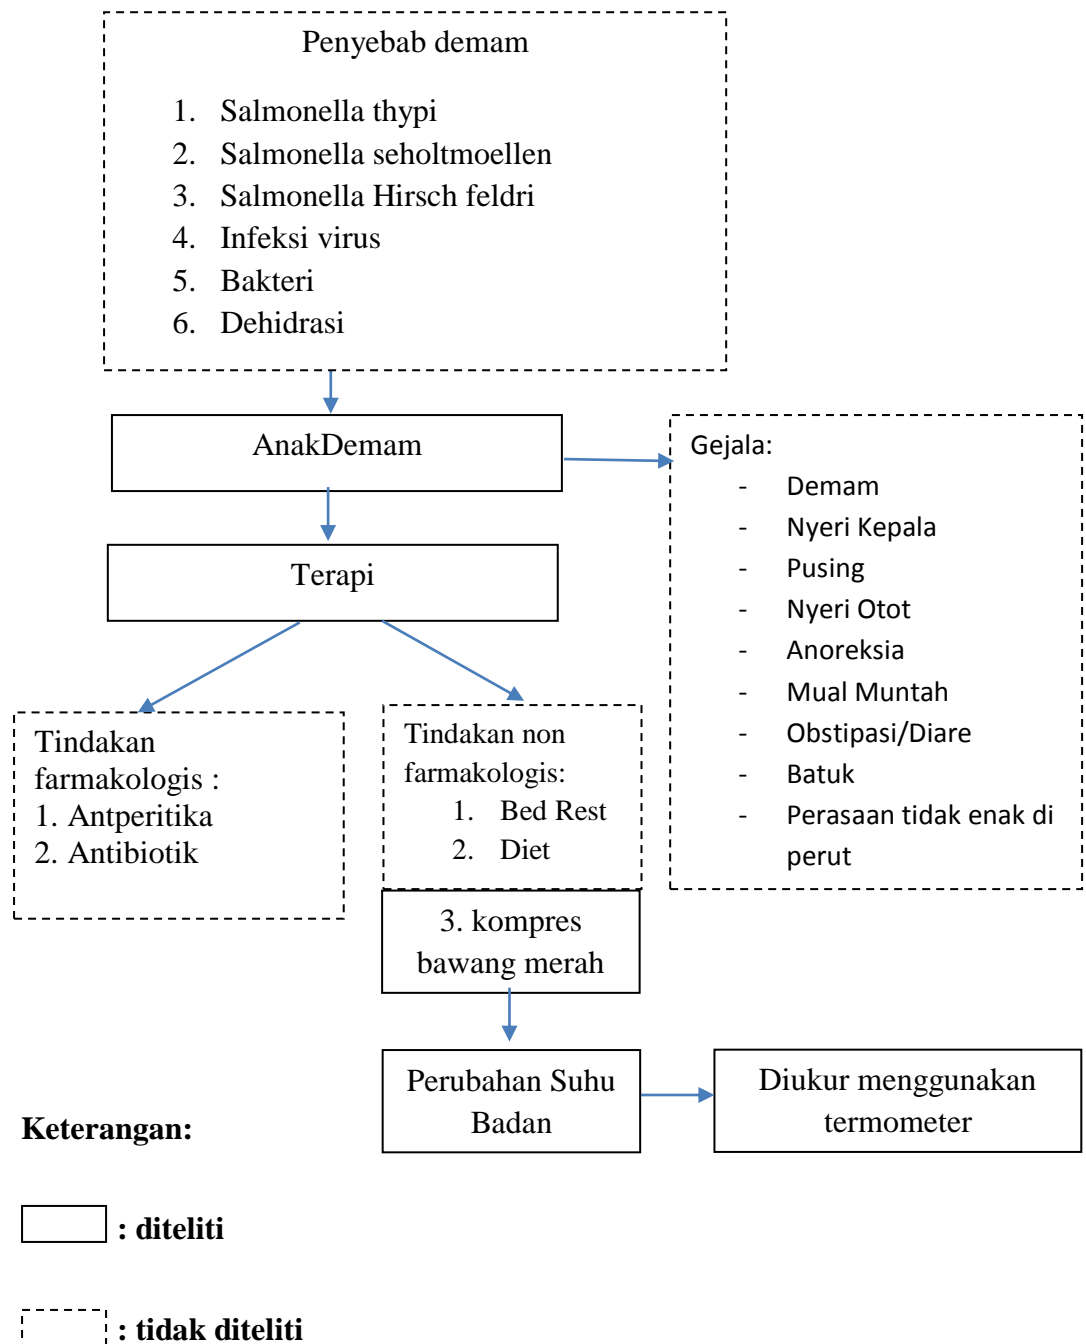 Penyebab demam
1. Salmonella thypi
2. Salmonella seholtmoellen
3. Salmonella Hirsch feldri
4. Infeksi virus
5. Bakteri
6. Dehidrasi
AnakDemam
Gejala:
- Demam
- Nyeri Kepala
- Pusing
- Nyeri Otot
- Anoreksia
- Mual Muntah
- Obstipasi/Diare
- Batuk
- Perasaan tidak enak di
perut
Terapi
Tindakan
farmakologis :
1. Antperitika
2. Antibiotik
Tindakan non
farmakologis:
1. Bed Rest
2. Diet
3. kompres
bawang merah
Perubahan Suhu
Badan
Diukur menggunakan
termometer
Keterangan:
: diteliti
: tidak diteliti